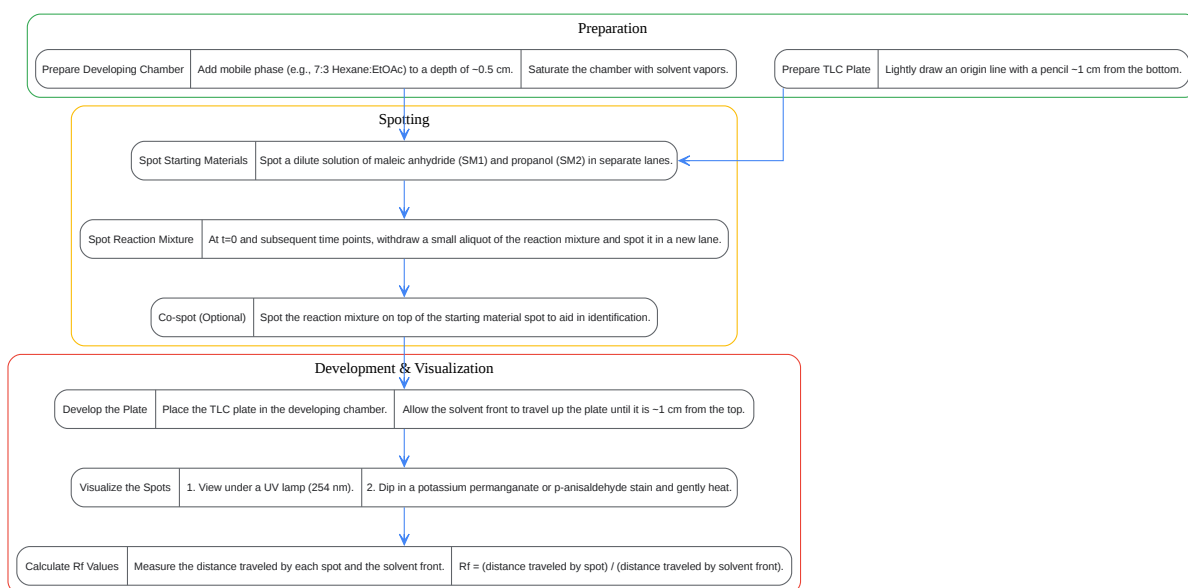 Preparation
Prepare Developing Chamber
Add mobile phase (e.g., 7:3 Hexane:EtOAc) to a depth of ~0.5 cm.
Saturate the chamber with solvent vapors.
Prepare TLC Plate
Lightly draw an origin line with a pencil ~1 cm from the bottom.
Spotting
Spot Starting Materials
Spot a dilute solution of maleic anhydride (SM1) and propanol (SM2) in separate lanes.
Spot Reaction Mixture
At t=0 and subsequent time points, withdraw a small aliquot of the reaction mixture and spot it in a new lane.
Co-spot (Optional)
Spot the reaction mixture on top of the starting material spot to aid in identification.
Development & Visualization
Develop the Plate
Place the TLC plate in the developing chamber.
Allow the solvent front to travel up the plate until it is ~1 cm from the top.
Visualize the Spots
1. View under a UV lamp (254 nm).
2. Dip in a potassium permanganate or p-anisaldehyde stain and gently heat.
Calculate Rf Values
Measure the distance traveled by each spot and the solvent front.
Rf = (distance traveled by spot) / (distance traveled by solvent front).